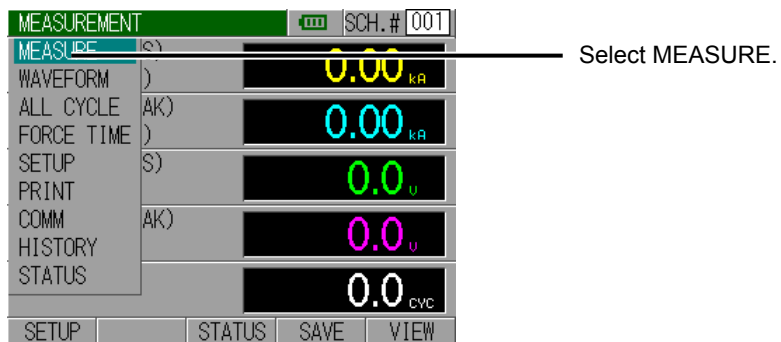 MEASUREMENT SCH.# 001
MEASURE S) 0.00 kA
WAVEFORM )
ALL CYCLE AK) 0.00 kA
FORCE TIME )
SETUP S) 0.0 V
PRINT
COMM AK) 0.0 V
HISTORY
STATUS 0.0 CYC
SETUP STATUS SAVE VIEW
Select MEASURE.